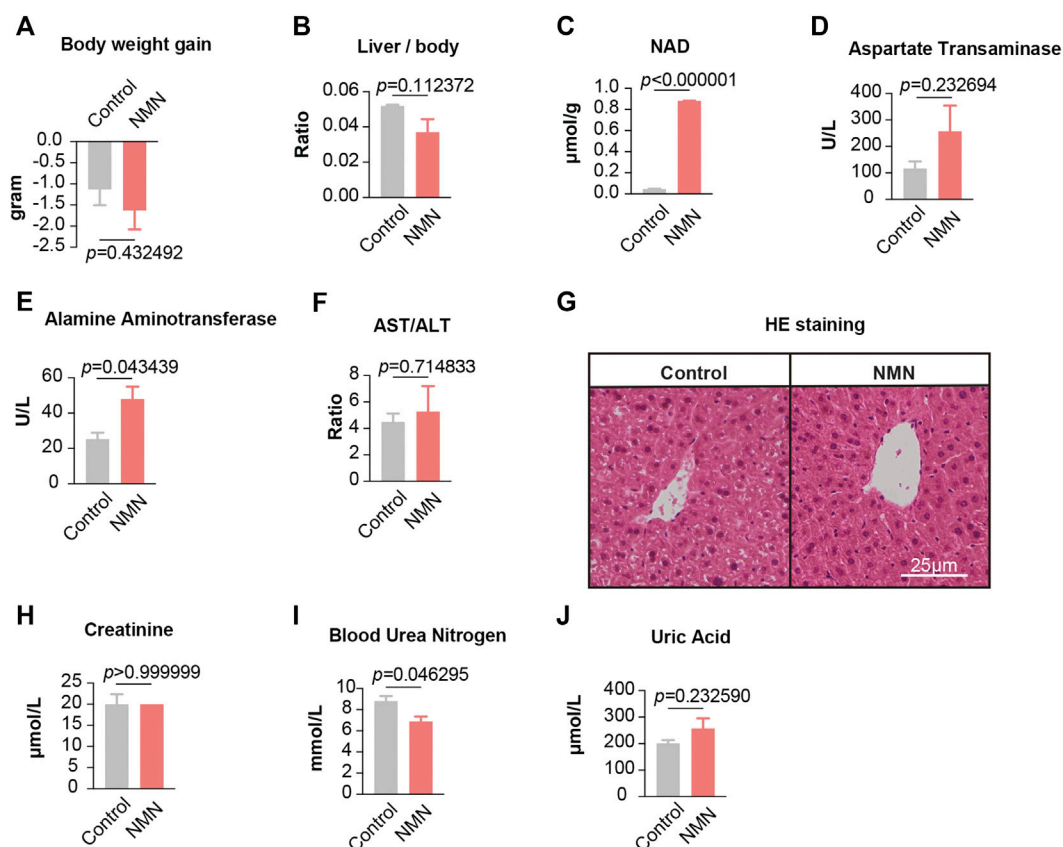 A
Body weight gain
Control
NMN
0.0
-0.5
-1.0
-1.5
-2.0
-2.5
gram
p=0.432492
B
Liver / body
p=0.112372
0.06
0.04
0.02
0.00
Ratio
Control
NMN
C
NAD
p<0.000001
1.0
0.8
0.6
0.4
0.2
0.0
µmol/g
Control
NMN
D
Aspartate Transaminase
p=0.232694
400
300
200
100
0
U/L
Control
NMN
E
Alamine Aminotransferase
p=0.043439
60
40
20
0
U/L
Control
NMN
F
AST/ALT
p=0.714833
8
6
4
2
0
Ratio
Control
NMN
G
HE staining
Control
NMN
25µm
H
Creatinine
p>0.999999
25
20
15
10
5
0
µmol/L
Control
NMN
I
Blood Urea Nitrogen
p=0.046295
10
8
6
4
2
0
mmol/L
Control
NMN
J
Uric Acid
p=0.232590
400
300
200
100
0
µmol/L
Control
NMN